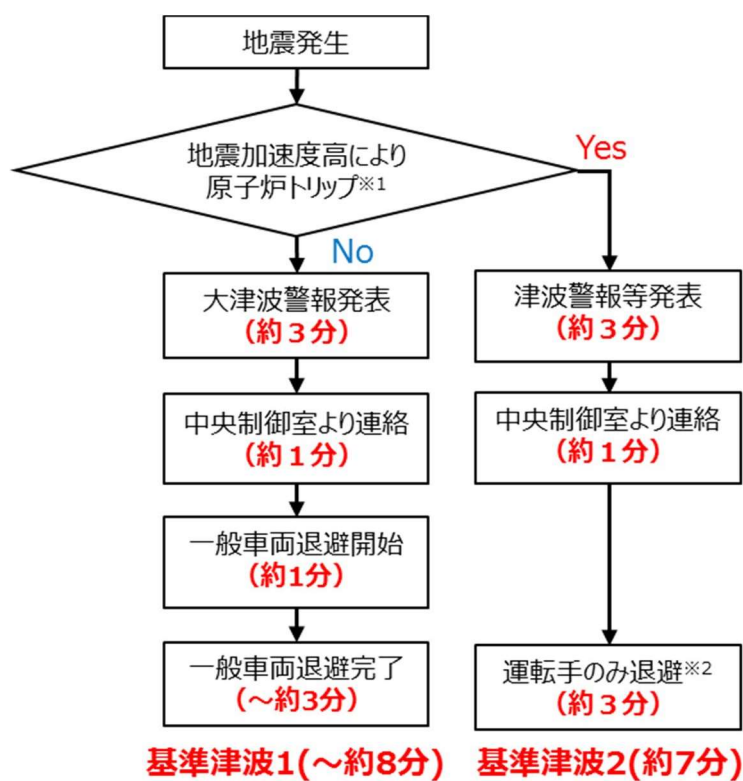 地震発生
地震加速度高により
原子炉トリップ※1
Yes
No
大津波警報発表
(約3分)
中央制御室より連絡
(約1分)
一般車両退避開始
(約1分)
一般車両退避完了
(~約3分)
基準津波1(~約8分)
津波警報等発表
(約3分)
中央制御室より連絡
(約1分)
運転手のみ退避※2
(約3分)
基準津波2(約7分)